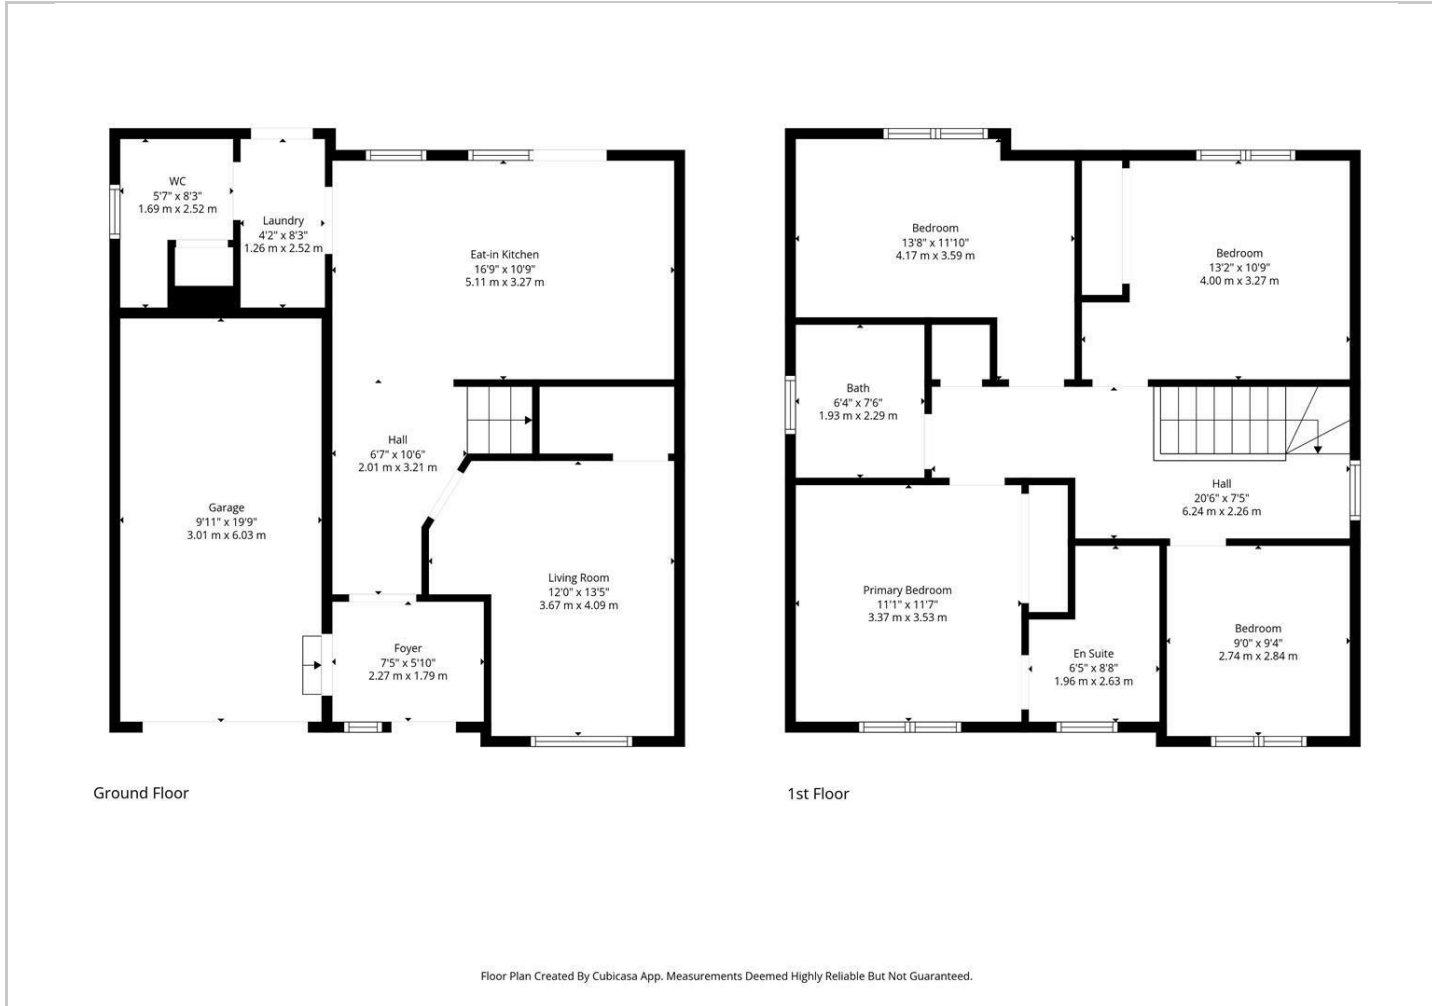 WC
5'7" x 8'3"
1.69 m x 2.52 m
Laundry
4'2" x 8'3"
1.26 m x 2.52 m
Eat-in Kitchen
16'9" x 10'9"
5.11 m x 3.27 m
Hall
6'7" x 10'6"
2.01 m x 3.21 m
Garage
9'11" x 19'9"
3.01 m x 6.03 m
Living Room
12'0" x 13'5"
3.67 m x 4.09 m
Foyer
7'5" x 5'10"
2.27 m x 1.79 m
Ground Floor
Bedroom
13'8" x 11'10"
4.17 m x 3.59 m
Bedroom
13'2" x 10'9"
4.00 m x 3.27 m
Bath
6'4" x 7'6"
1.93 m x 2.29 m
Hall
20'6" x 7'5"
6.24 m x 2.26 m
Primary Bedroom
11'1" x 11'7"
3.37 m x 3.53 m
En Suite
6'5" x 8'8"
1.96 m x 2.63 m
Bedroom
9'0" x 9'4"
2.74 m x 2.84 m
1st Floor
Floor Plan Created By Cubicasa App. Measurements Deemed Highly Reliable But Not Guaranteed.